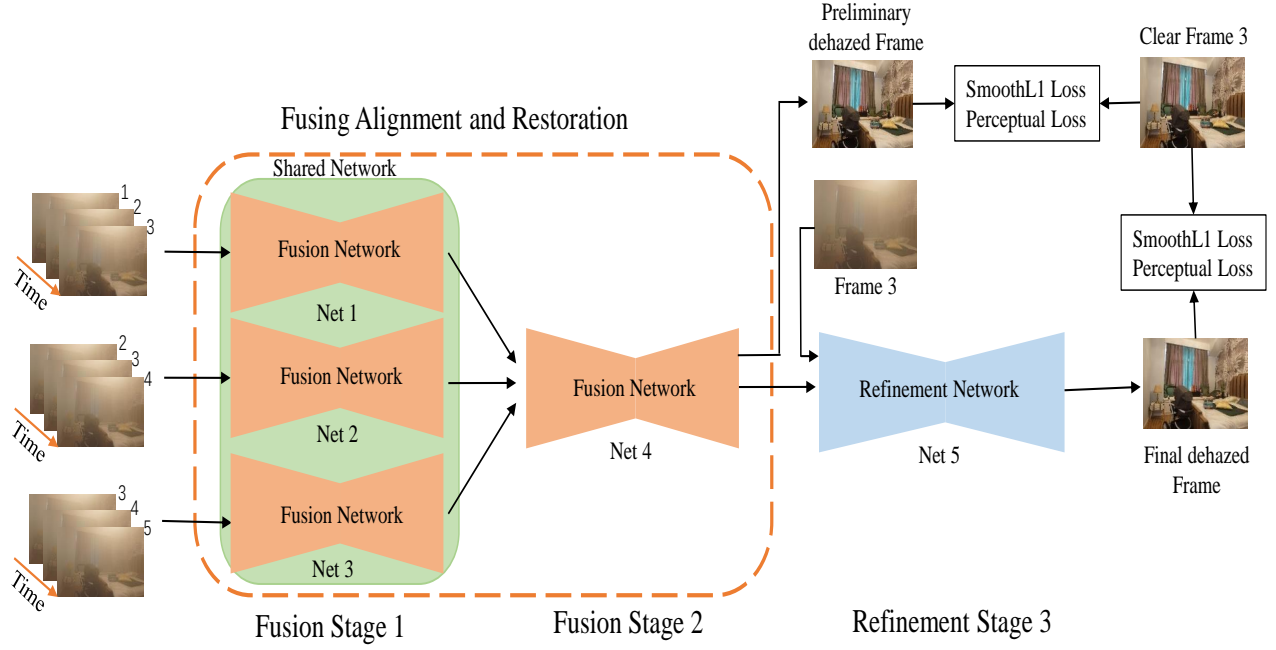 Preliminary
dehazed Frame
Clear Frame 3
SmoothL1 Loss
Perceptual Loss
Fusing Alignment and Restoration
Shared Network
1
2
3
Time
Fusion Network
Net 1
Frame 3
SmoothL1 Loss
Perceptual Loss
2
3
4
Time
Fusion Network
Net 2
Fusion Network
Net 4
Refinement Network
Net 5
Final dehazed
Frame
3
4
5
Time
Fusion Network
Net 3
Fusion Stage 1
Fusion Stage 2
Refinement Stage 3